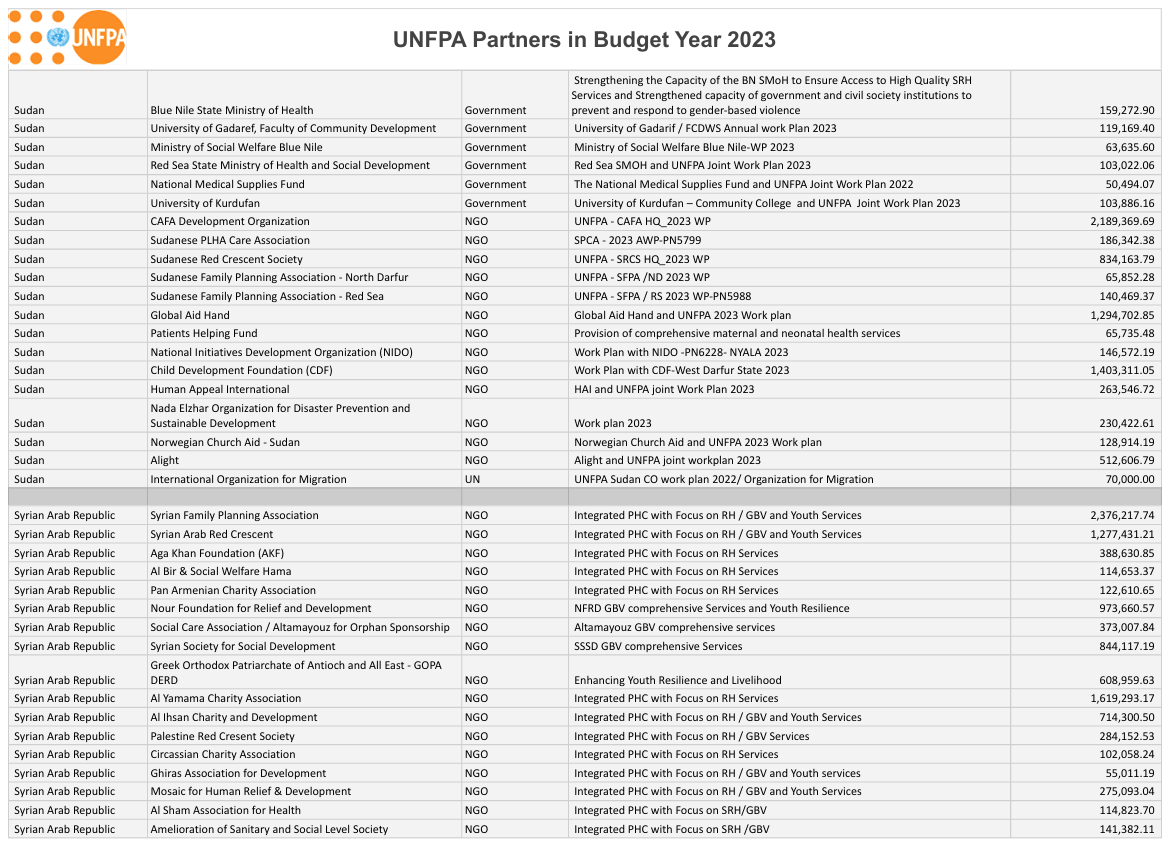 UNFPA
UNFPA Partners in Budget Year 2023
Strengthening the Capacity of the BN SMoH to Ensure Access to High Quality SRH
Services and Strengthened capacity of government and civil society institutions to
Sudan Blue Nile State Ministry of Health Government prevent and respond to gender-based violence 159,272.90
Sudan University of Gadaref, Faculty of Community Development Government University of Gadarif / FCDWS Annual work Plan 2023 119,169.40
Sudan Ministry of Social Welfare Blue Nile Government Ministry of Social Welfare Blue Nile-WP 2023 63,635.60
Sudan Red Sea State Ministry of Health and Social Development Government Red Sea SMOH and UNFPA Joint Work Plan 2023 103,022.06
Sudan National Medical Supplies Fund Government The National Medical Supplies Fund and UNFPA Joint Work Plan 2022 50,494.07
Sudan University of Kurdufan Government University of Kurdufan – Community College and UNFPA Joint Work Plan 2023 103,886.16
Sudan CAFA Development Organization NGO UNFPA - CAFA HQ_2023 WP 2,189,369.69
Sudan Sudanese PLHA Care Association NGO SPCA - 2023 AWP-PN5799 186,342.38
Sudan Sudanese Red Crescent Society NGO UNFPA - SRCS HQ_2023 WP 834,163.79
Sudan Sudanese Family Planning Association - North Darfur NGO UNFPA - SFPA /ND 2023 WP 65,852.28
Sudan Sudanese Family Planning Association - Red Sea NGO UNFPA - SFPA / RS 2023 WP-PN5988 140,469.37
Sudan Global Aid Hand NGO Global Aid Hand and UNFPA 2023 Work plan 1,294,702.85
Sudan Patients Helping Fund NGO Provision of comprehensive maternal and neonatal health services 65,735.48
Sudan National Initiatives Development Organization (NIDO) NGO Work Plan with NIDO -PN6228- NYALA 2023 146,572.19
Sudan Child Development Foundation (CDF) NGO Work Plan with CDF-West Darfur State 2023 1,403,311.05
Sudan Human Appeal International NGO HAI and UNFPA joint Work Plan 2023 263,546.72
Nada Elzhar Organization for Disaster Prevention and
Sudan Sustainable Development NGO Work plan 2023 230,422.61
Sudan Norwegian Church Aid - Sudan NGO Norwegian Church Aid and UNFPA 2023 Work plan 128,914.19
Sudan Alight NGO Alight and UNFPA joint workplan 2023 512,606.79
Sudan International Organization for Migration UN UNFPA Sudan CO work plan 2022/ Organization for Migration 70,000.00
Syrian Arab Republic Syrian Family Planning Association NGO Integrated PHC with Focus on RH / GBV and Youth Services 2,376,217.74
Syrian Arab Republic Syrian Arab Red Crescent NGO Integrated PHC with Focus on RH / GBV and Youth Services 1,277,431.21
Syrian Arab Republic Aga Khan Foundation (AKF) NGO Integrated PHC with Focus on RH Services 388,630.85
Syrian Arab Republic Al Bir & Social Welfare Hama NGO Integrated PHC with Focus on RH Services 114,653.37
Syrian Arab Republic Pan Armenian Charity Association NGO Integrated PHC with Focus on RH Services 122,610.65
Syrian Arab Republic Nour Foundation for Relief and Development NGO NFRD GBV comprehensive Services and Youth Resilience 973,660.57
Syrian Arab Republic Social Care Association / Altamayouz for Orphan Sponsorship NGO Altamayouz GBV comprehensive services 373,007.84
Syrian Arab Republic Syrian Society for Social Development NGO SSSD GBV comprehensive Services 844,117.19
Greek Orthodox Patriarchate of Antioch and All East - GOPA
Syrian Arab Republic DERD NGO Enhancing Youth Resilience and Livelihood 608,959.63
Syrian Arab Republic Al Yamama Charity Association NGO Integrated PHC with Focus on RH Services 1,619,293.17
Syrian Arab Republic Al Ihsan Charity and Development NGO Integrated PHC with Focus on RH / GBV and Youth Services 714,300.50
Syrian Arab Republic Palestine Red Cresent Society NGO Integrated PHC with Focus on RH / GBV Services 284,152.53
Syrian Arab Republic Circassian Charity Association NGO Integrated PHC with Focus on RH Services 102,058.24
Syrian Arab Republic Ghiras Association for Development NGO Integrated PHC with Focus on RH / GBV and Youth services 55,011.19
Syrian Arab Republic Mosaic for Human Relief & Development NGO Integrated PHC with Focus on RH / GBV and Youth Services 275,093.04
Syrian Arab Republic Al Sham Association for Health NGO Integrated PHC with Focus on SRH/GBV 114,823.70
Syrian Arab Republic Amelioration of Sanitary and Social Level Society NGO Integrated PHC with Focus on SRH /GBV 141,382.11